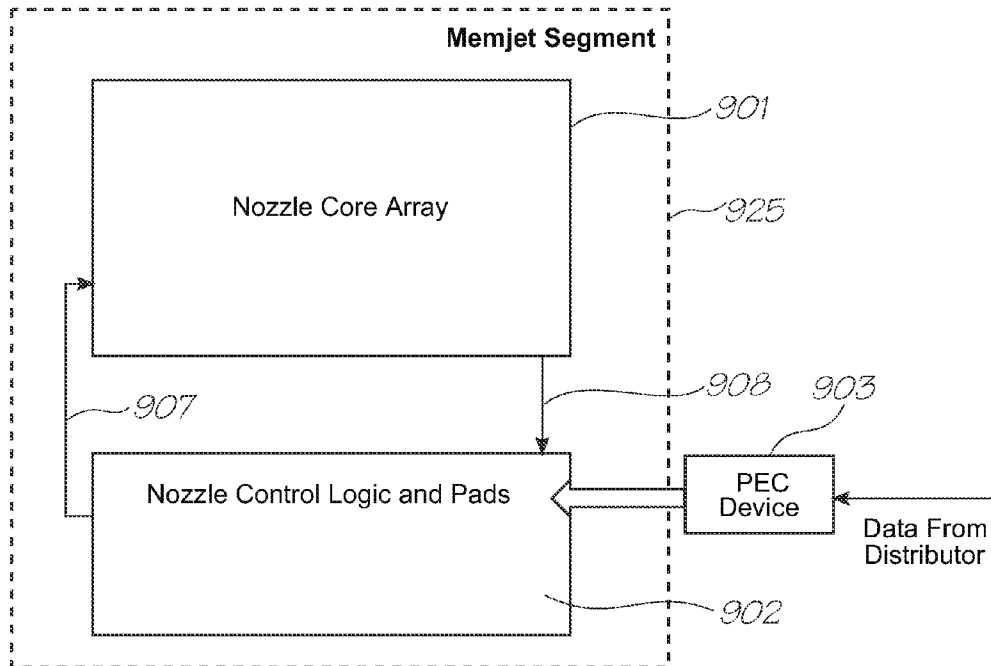 Memjet Segment
901
Nozzle Core Array
925
908
903
907
Nozzle Control Logic and Pads
PEC
Device
Data From
Distributor
902